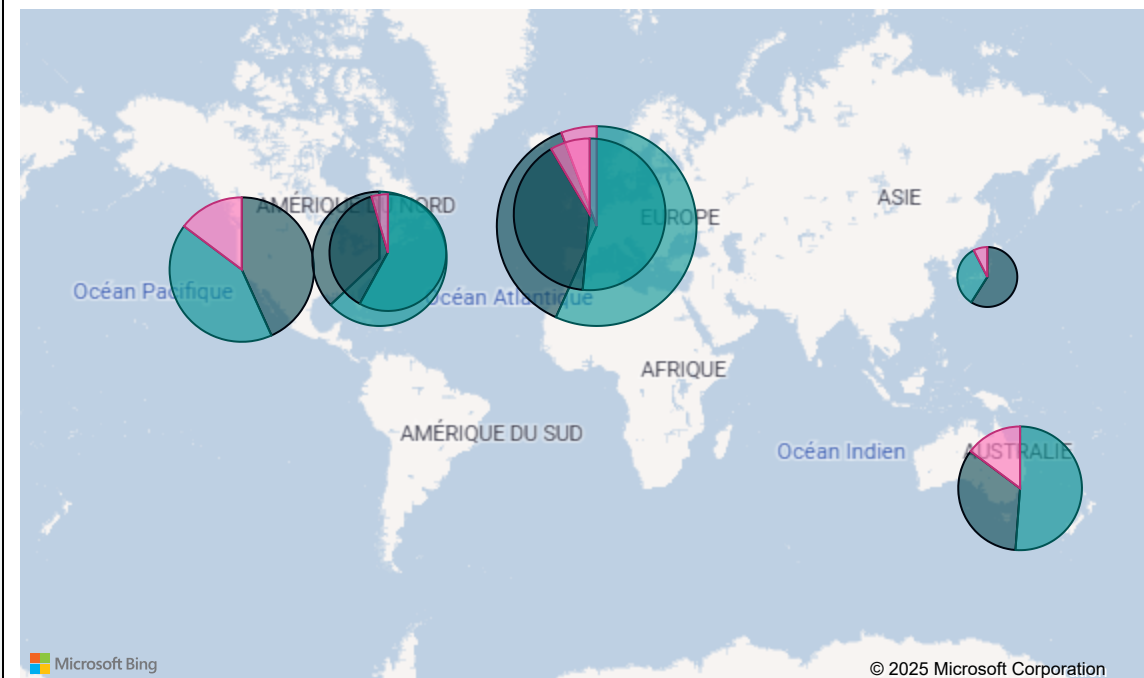 ASIE
AMÉRIQUE DU NORD
EUROPE
Océan Pacifique
Océan Atlantique
AFRIQUE
AMÉRIQUE DU SUD
Océan Indien
AUSTRALIE
Microsoft Bing
© 2025 Microsoft Corporation